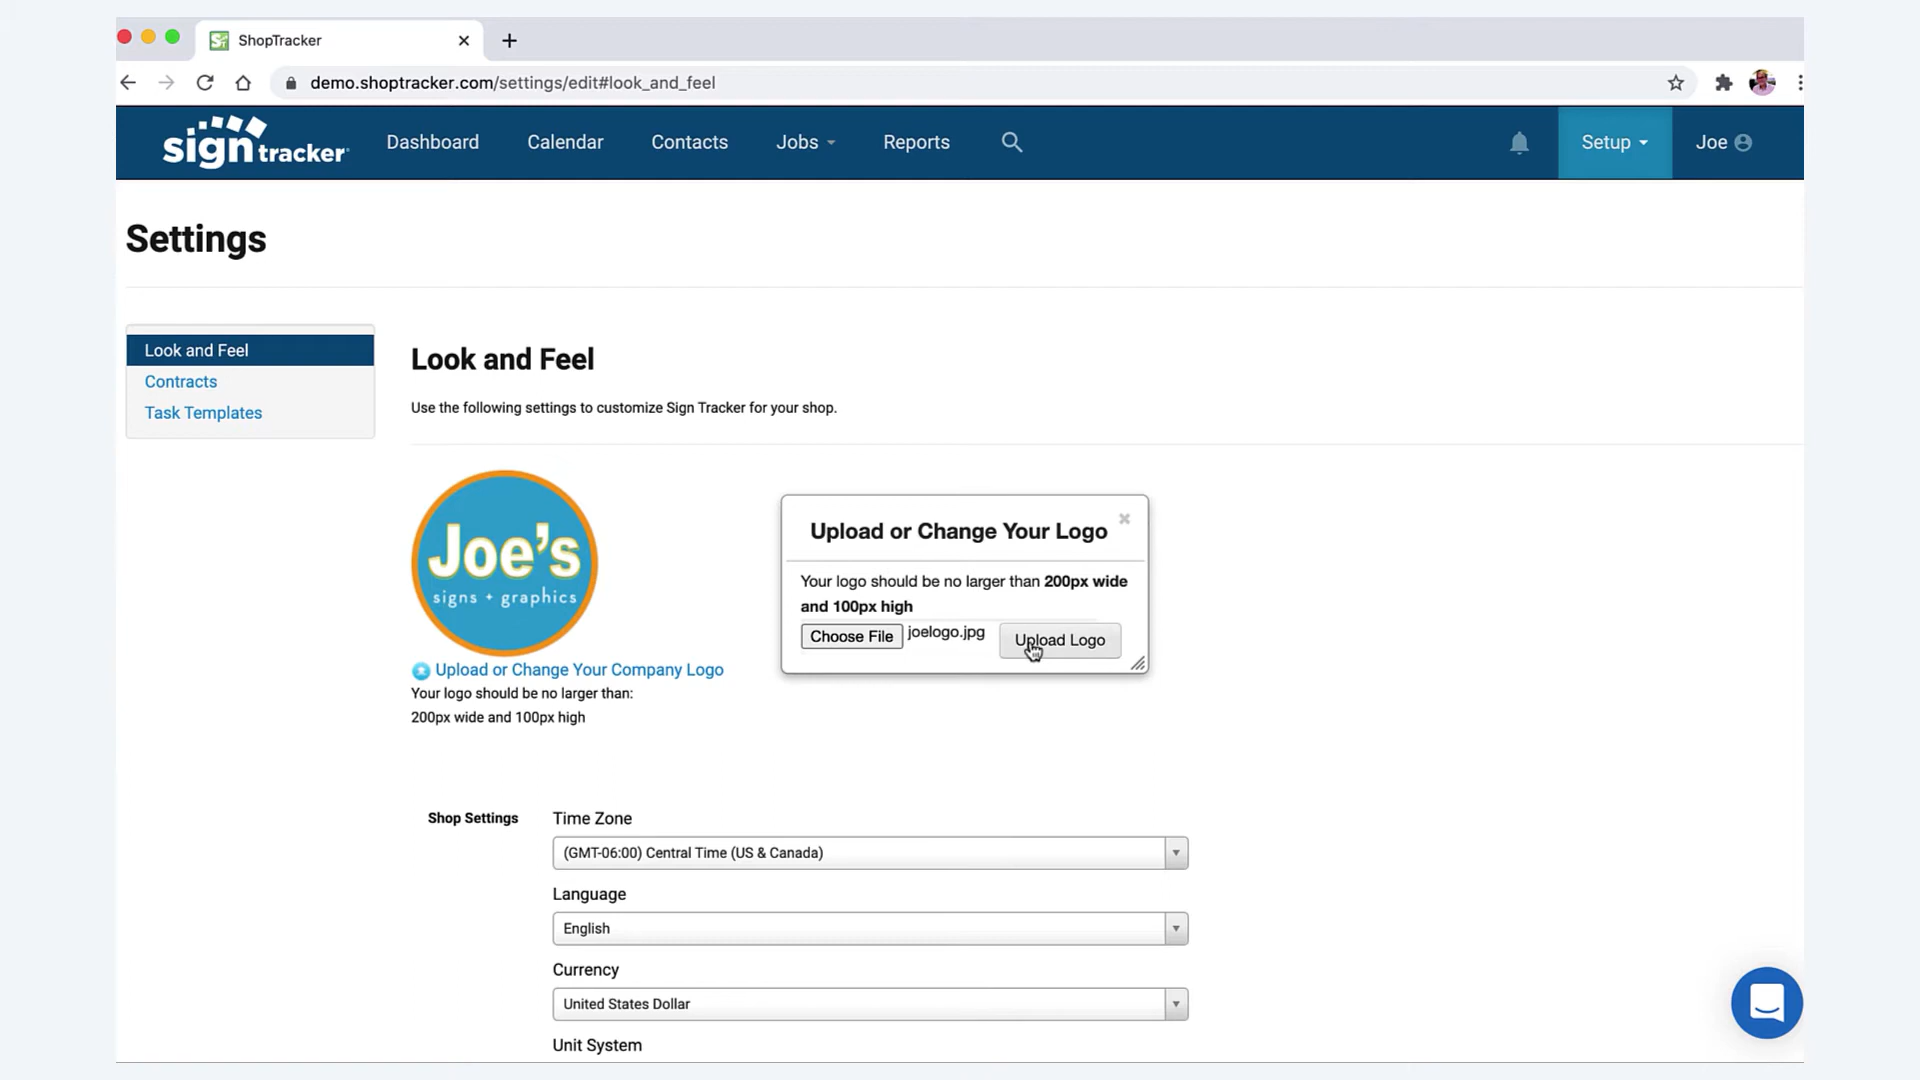 ShopTracker
demo.shoptracker.com/settings/edit#look_and_feel
sign tracker
Dashboard
Calendar
Contacts
Jobs
Reports
Setup
Joe
Settings
Look and Feel
Contracts
Task Templates
Look and Feel
Use the following settings to customize Sign Tracker for your shop.
Joe's
signs + graphics
Upload or Change Your Company Logo
Your logo should be no larger than:
200px wide and 100px high
Upload or Change Your Logo
Your logo should be no larger than 200px wide
and 100px high
Choose File joelogo.jpg
Upload Logo
Shop Settings
Time Zone
(GMT-06:00) Central Time (US & Canada)
Language
English
Currency
United States Dollar
Unit System